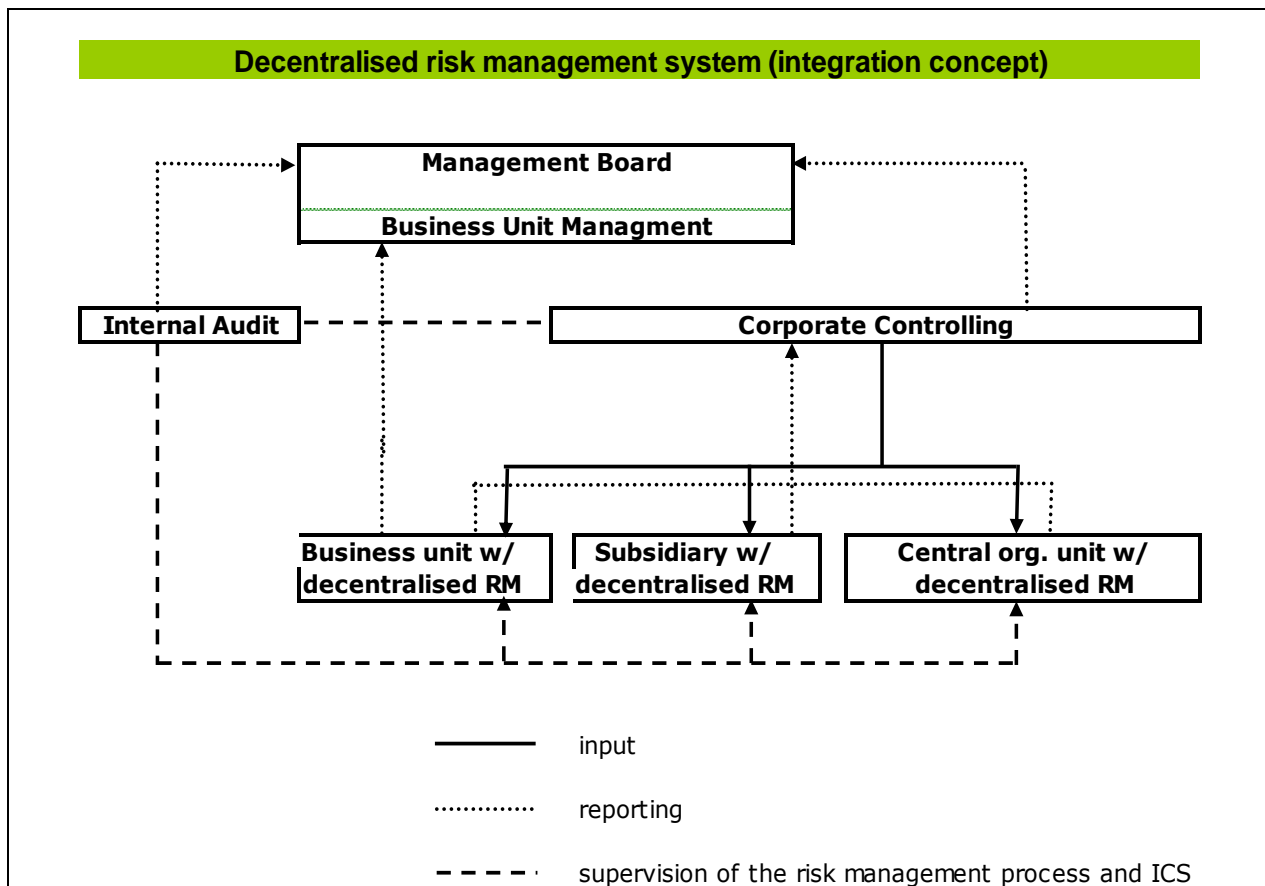 Decentralised risk management system (integration concept)
Management Board
Business Unit Managment
Internal Audit
Corporate Controlling
Business unit w/
decentralised RM
Subsidiary w/
decentralised RM
Central org. unit w/
decentralised RM
input
reporting
supervision of the risk management process and ICS